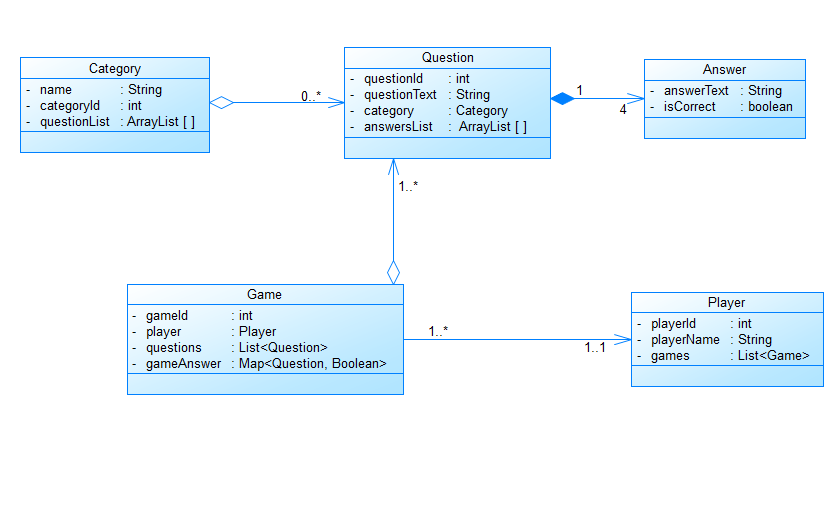 Category
- name : String
- categoryId : int
- questionList : ArrayList [ ]
0..*
Question
- questionId : int
- questionText : String
- category : Category
- answersList : ArrayList [ ]
1
4
Answer
- answerText : String
- isCorrect : boolean
1..*
Game
- gameId : int
- player : Player
- questions : List<Question>
- gameAnswer : Map<Question, Boolean>
1..*
1..1
Player
- playerId : int
- playerName : String
- games : List<Game>